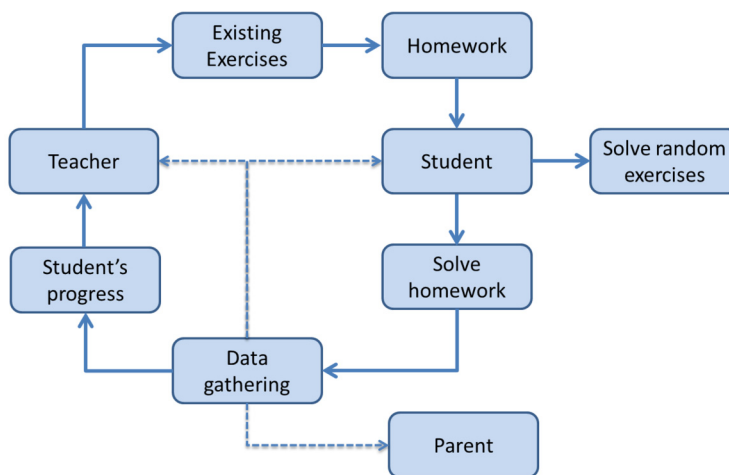 Existing
Exercises
Homework
Teacher
Student
Solve random
exercises
Student’s
progress
Solve
homework
Data
gathering
Parent